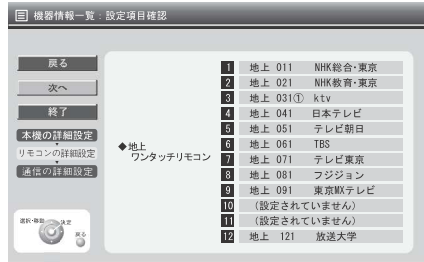 機器情報一覧：設定項目確認
戻る
次へ
終了
本機の詳細設定
リモコンの詳細設定
通信の詳細設定
◆地上
ワンタッチリモコン
1 地上 011 NHK総合・東京
2 地上 021 NHK教育・東京
3 地上 031① ktv
4 地上 041 日本テレビ
5 地上 051 テレビ朝日
6 地上 061 TBS
7 地上 071 テレビ東京
8 地上 081 フジション
9 地上 091 東京MXテレビ
10 （設定されていません）
11 （設定されていません）
12 地上 121 放送大学
選択・移動 決定
戻る